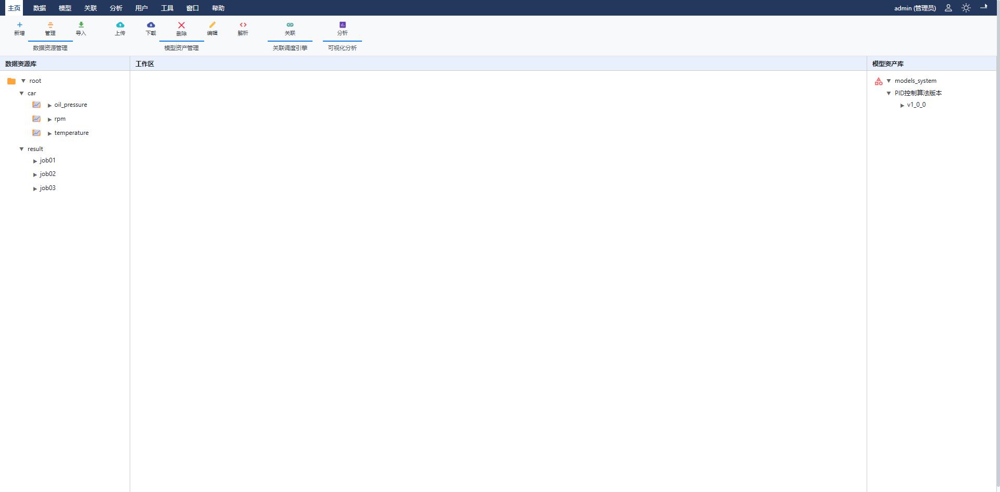 主页 数据 模型 关联 分析 用户 工具 窗口 帮助 admin (管理员)
新增 管理 导入 上传 下载 删除 编辑 解析 关联 分析
数据资源管理 模型资产管理 关联调度引擎 可视化分析
数据资源库 工作区 模型资产库
root
car
oil_pressure
rpm
temperature
result
job01
job02
job03
models_system
PID控制算法版本
v1_0_0